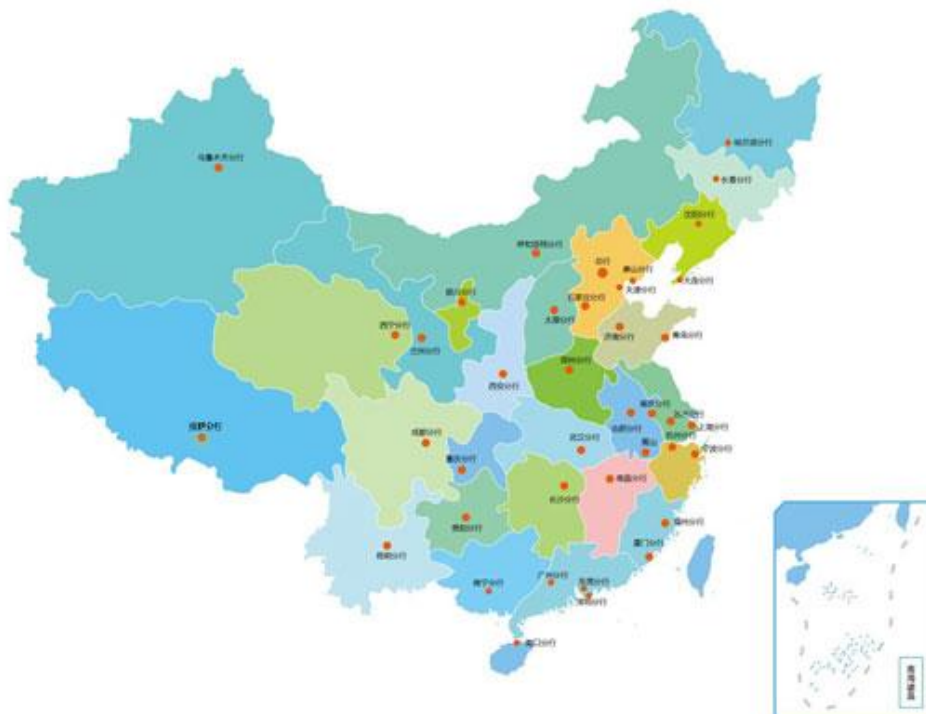 哈尔滨分行
乌鲁木齐分行
长春分行
沈阳分行
呼和浩特分行
总行
唐山分行
大连分行
天津分行
银川分行
石家庄分行
太原分行
西宁分行
济南分行
青岛分行
兰州分行
郑州分行
西安分行
南京分行
苏州分行
合肥分行
上海分行
拉萨分行
成都分行
武汉分行
杭州分行
宁波分行
黄山
重庆分行
南昌分行
长沙分行
贵阳分行
福州分行
昆明分行
厦门分行
广州分行
东莞分行
南宁分行
深圳分行
海口分行
南海诸岛